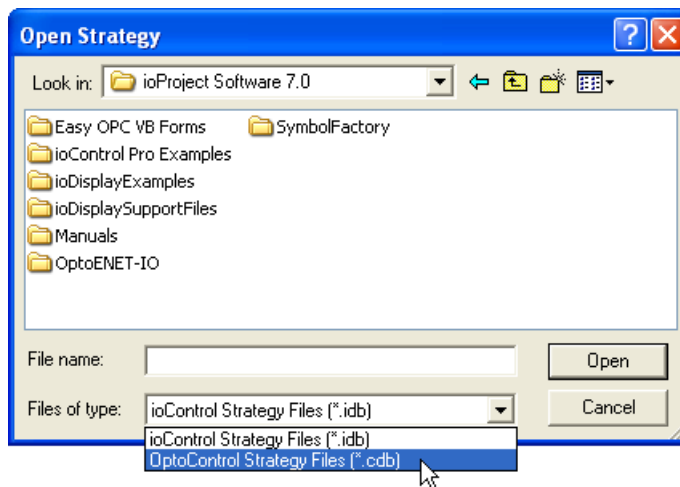 Open Strategy
Look in: ioProject Software 7.0
Easy OPC VB Forms SymbolFactory
ioControl Pro Examples
ioDisplayExamples
ioDisplaySupportFiles
Manuals
OptoENET-IO
File name: Open
Files of type: ioControl Strategy Files (*.idb) Cancel
ioControl Strategy Files (*.idb)
OptoControl Strategy Files (*.cdb)